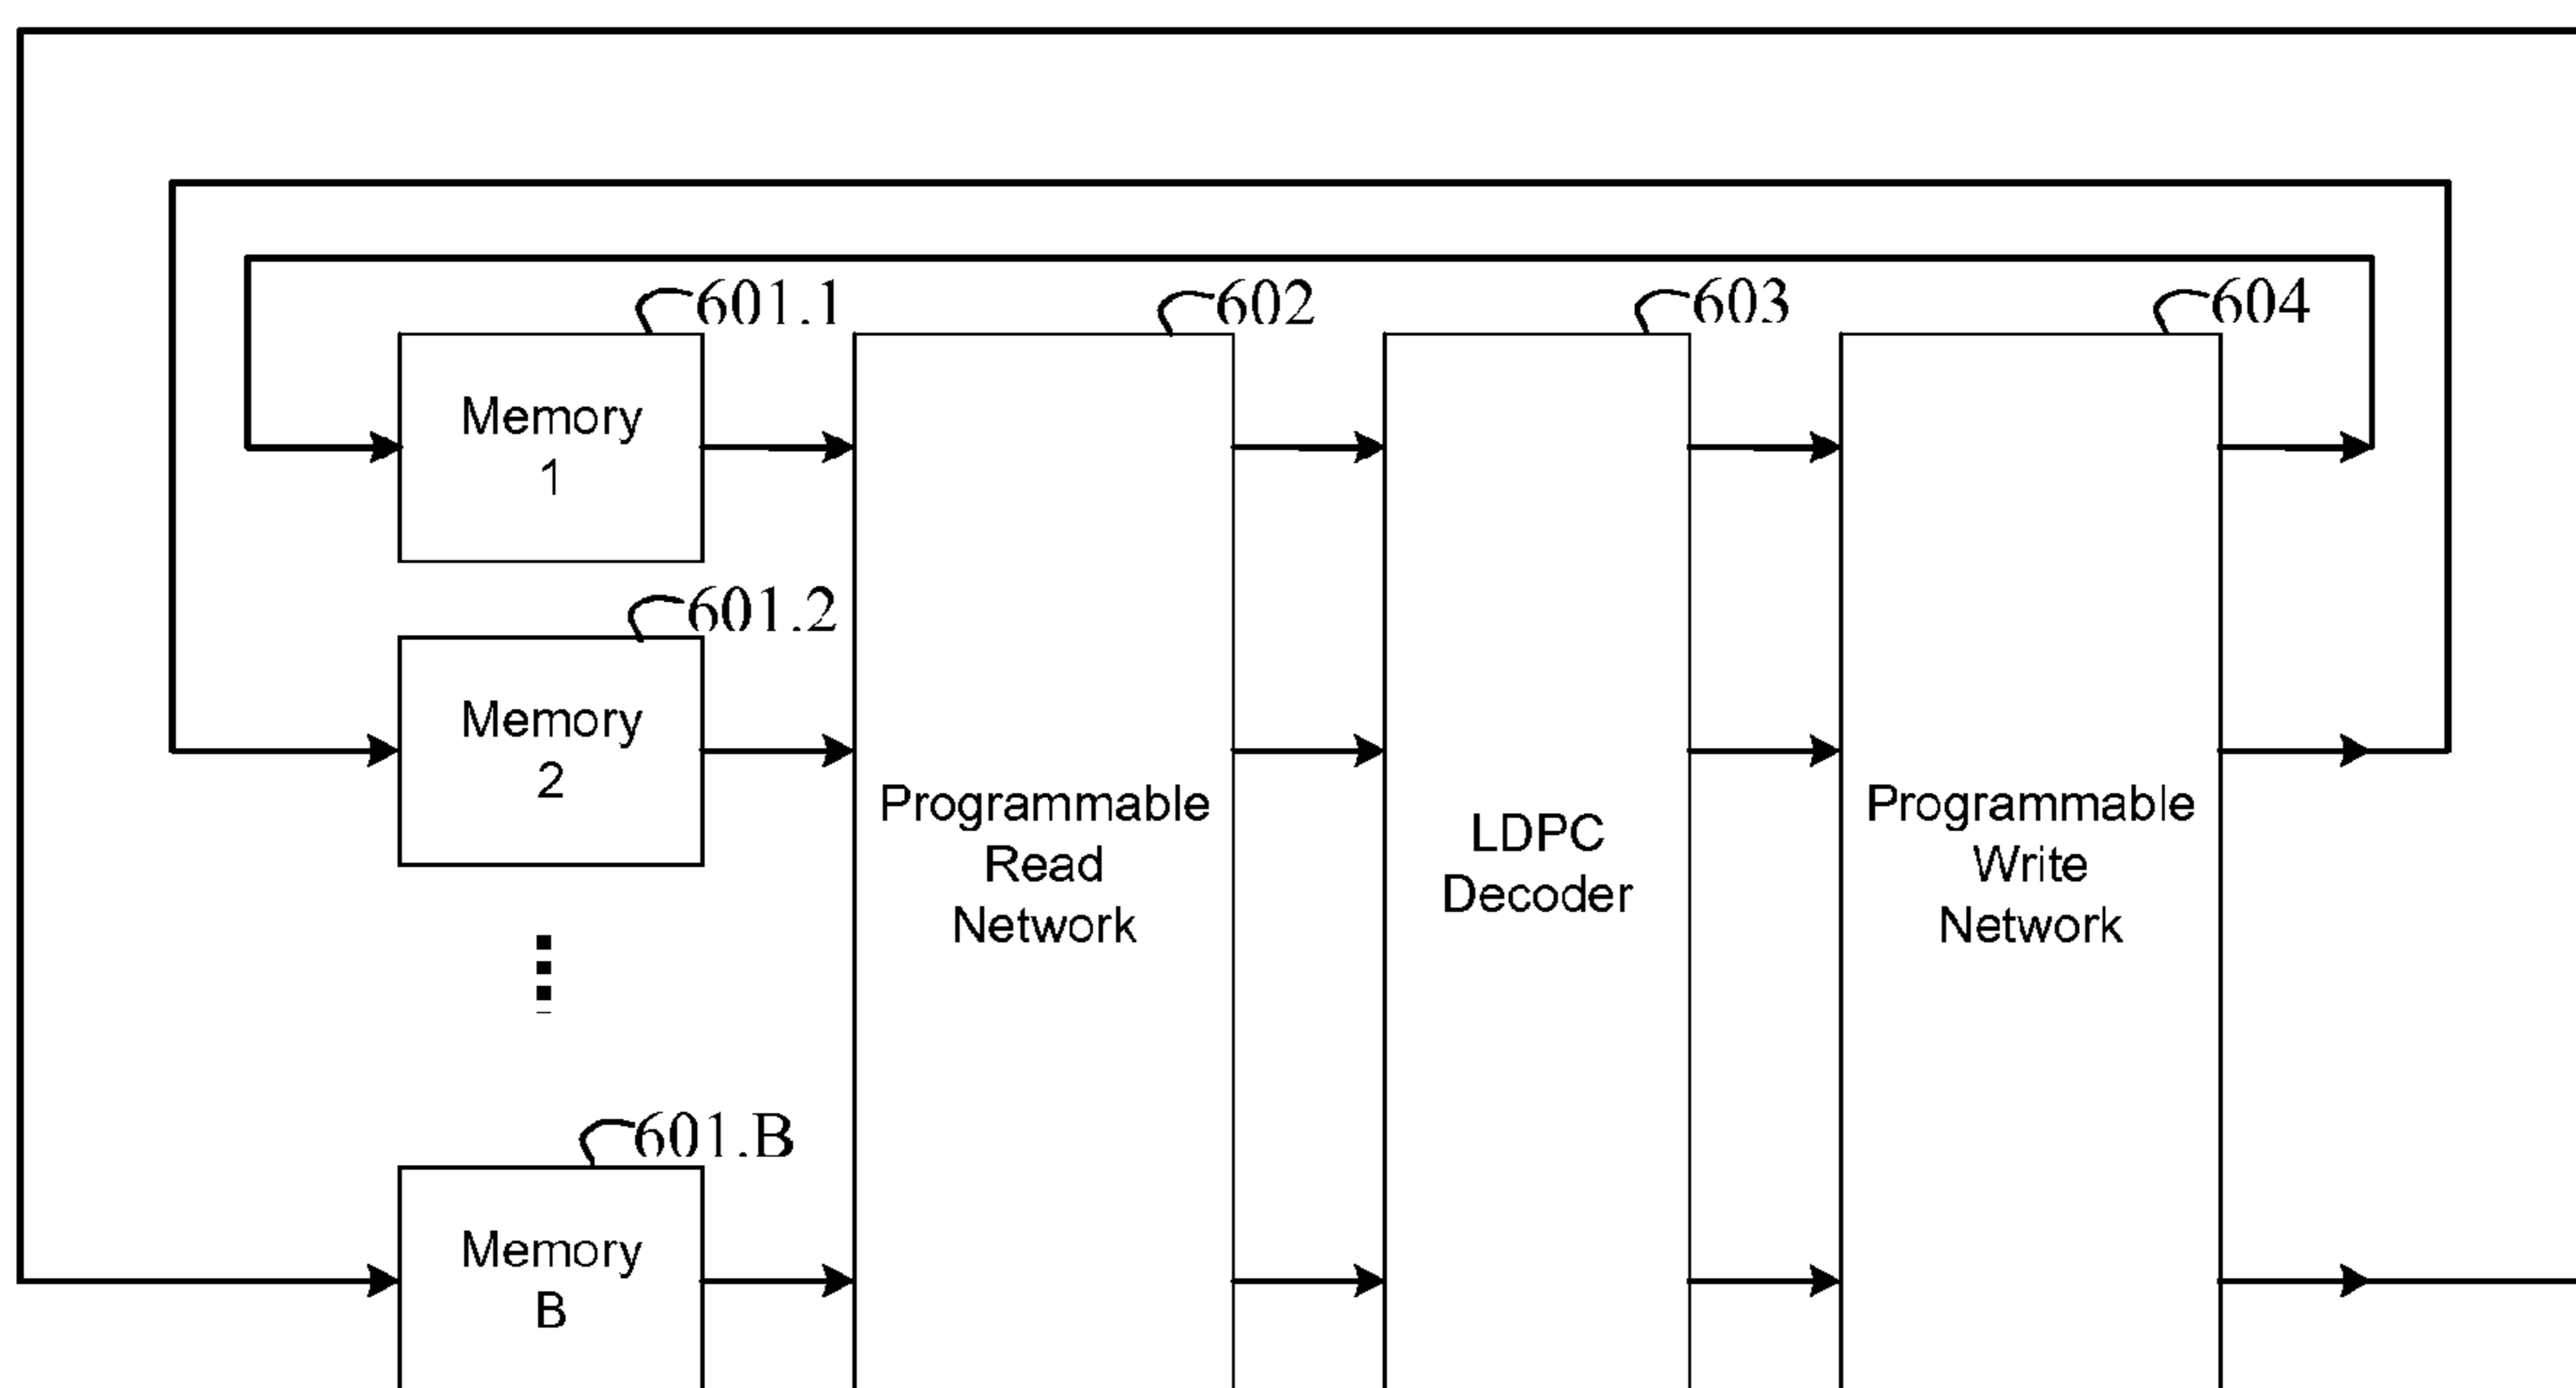 601.1
602
603
604
Memory
1
601.2
Memory
2
Programmable
Read
Network
LDPC
Decoder
Programmable
Write
Network
601.B
Memory
B